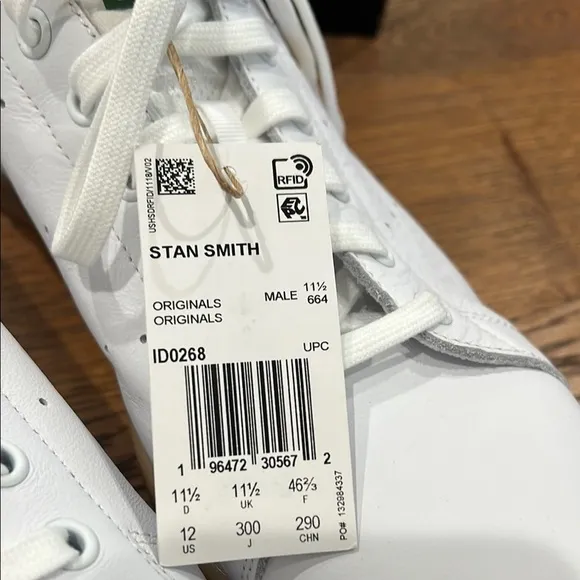 USHSDRFID/1118/V02
RFID
STAN SMITH
ORIGINALS MALE 11½
ORIGINALS 664
ID0268 UPC
1 96472 30567 2
11½ 11½ 46⅔
D UK F
12 300 290
US J CHN
PO# 132984337